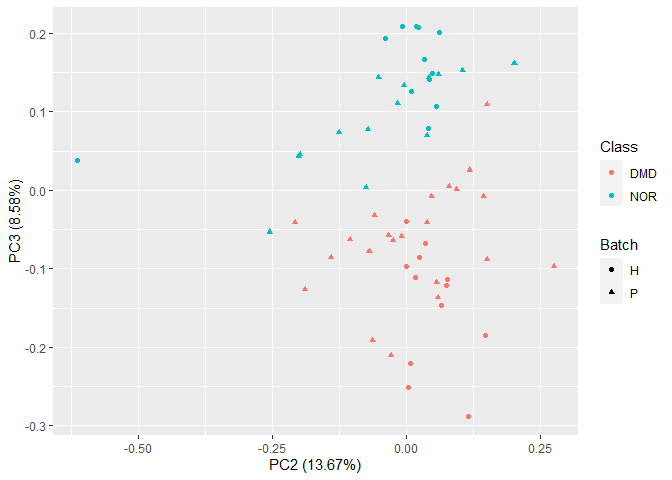 0.2
0.1
0.0
-0.1
-0.2
-0.3
PC3 (8.58%)
-0.50
-0.25
0.00
0.25
PC2 (13.67%)
Class
DMD
NOR
Batch
H
P